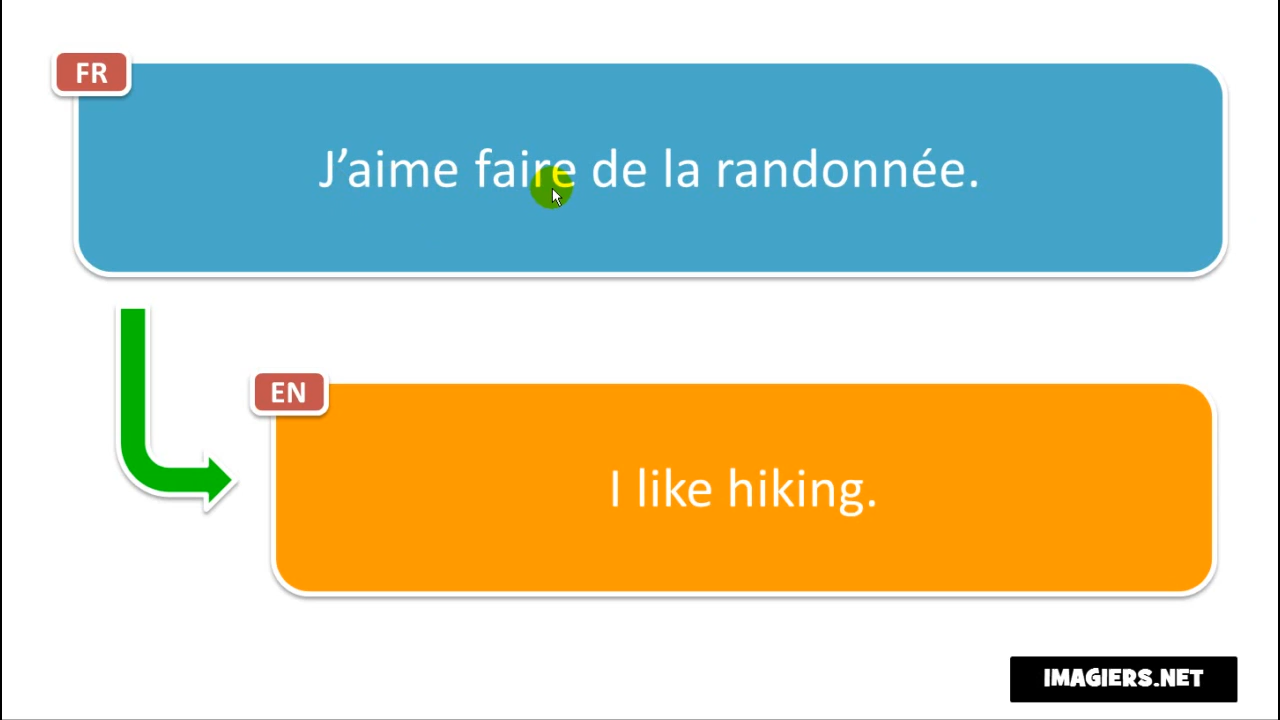 FR
J’aime faire de la randonnée.
EN
I like hiking.
IMAGIERS.NET